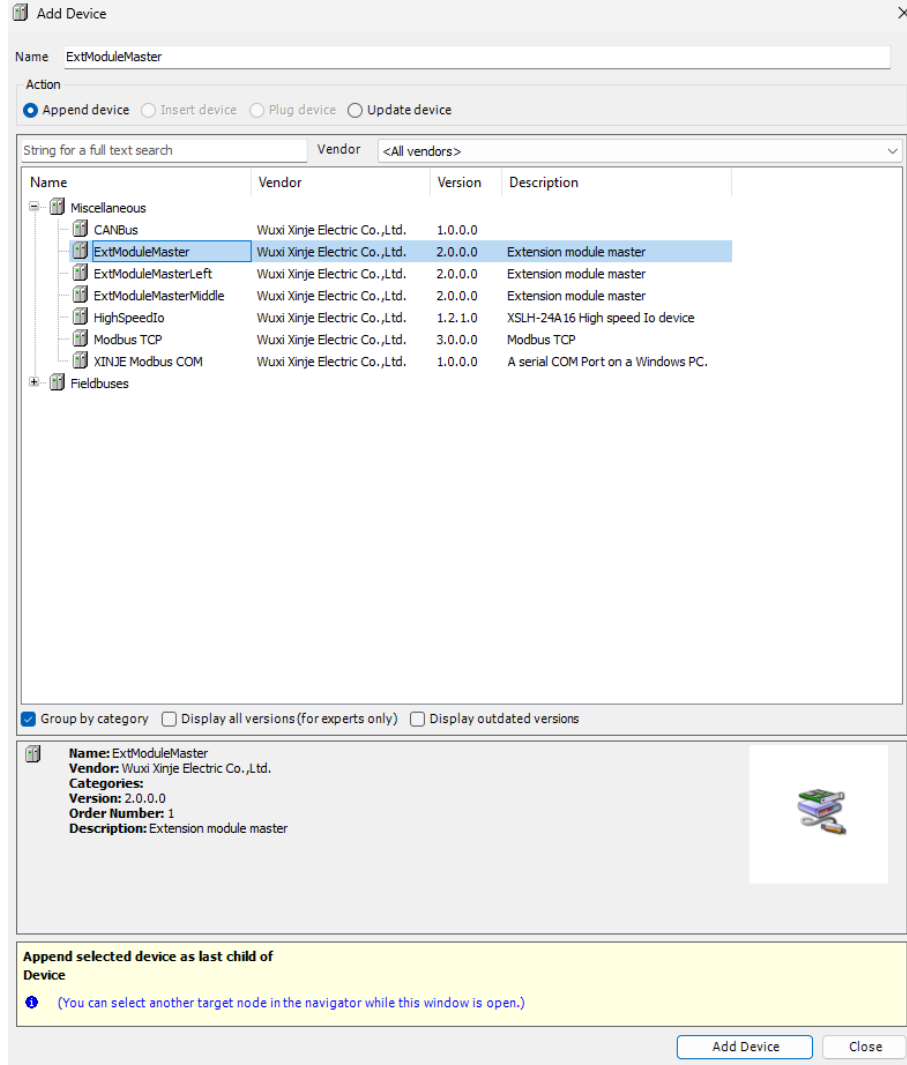 Add Device
Name ExtModuleMaster
Action
Append device Insert device Plug device Update device
String for a full text search Vendor <All vendors>
Name Vendor Version Description
Miscellaneous
CANBus Wuxi Xinje Electric Co.,Ltd. 1.0.0.0
ExtModuleMaster Wuxi Xinje Electric Co.,Ltd. 2.0.0.0 Extension module master
ExtModuleMasterLeft Wuxi Xinje Electric Co.,Ltd. 2.0.0.0 Extension module master
ExtModuleMasterMiddle Wuxi Xinje Electric Co.,Ltd. 2.0.0.0 Extension module master
HighSpeedIo Wuxi Xinje Electric Co.,Ltd. 1.2.1.0 XSLH-24A16 High speed Io device
Modbus TCP Wuxi Xinje Electric Co.,Ltd. 3.0.0.0 Modbus TCP
XINJE Modbus COM Wuxi Xinje Electric Co.,Ltd. 1.0.0.0 A serial COM Port on a Windows PC.
Fieldbuses
Group by category Display all versions(for experts only) Display outdated versions
Name: ExtModuleMaster
Vendor: Wuxi Xinje Electric Co.,Ltd.
Categories:
Version: 2.0.0.0
Order Number: 1
Description: Extension module master
Append selected device as last child of
Device
(You can select another target node in the navigator while this window is open.)
Add Device Close